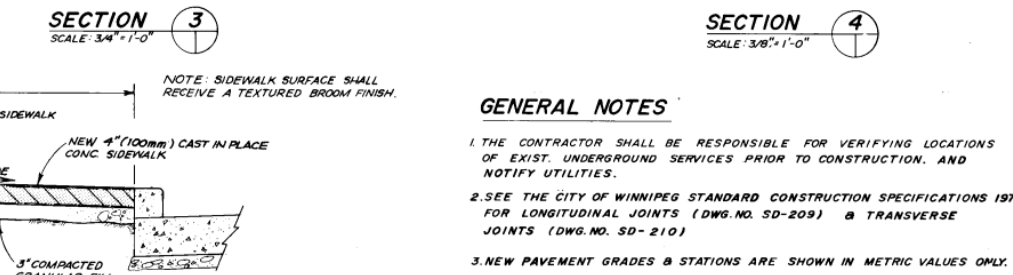 SECTION 3
SCALE: 3/4" = 1'-0"
SECTION 4
SCALE: 3/8" = 1'-0"
NOTE: SIDEWALK SURFACE SHALL
RECEIVE A TEXTURED BROOM FINISH.
SIDEWALK
NEW 4" (100mm) CAST IN PLACE
CONC. SIDEWALK
3" COMPACTED
GENERAL NOTES
1. THE CONTRACTOR SHALL BE RESPONSIBLE FOR VERIFYING LOCATIONS
OF EXIST. UNDERGROUND SERVICES PRIOR TO CONSTRUCTION. AND
NOTIFY UTILITIES.
2. SEE THE CITY OF WINNIPEG STANDARD CONSTRUCTION SPECIFICATIONS 197
FOR LONGITUDINAL JOINTS (DWG. NO. SD-209) & TRANSVERSE
JOINTS (DWG. NO. SD-210)
3. NEW PAVEMENT GRADES & STATIONS ARE SHOWN IN METRIC VALUES ONLY.